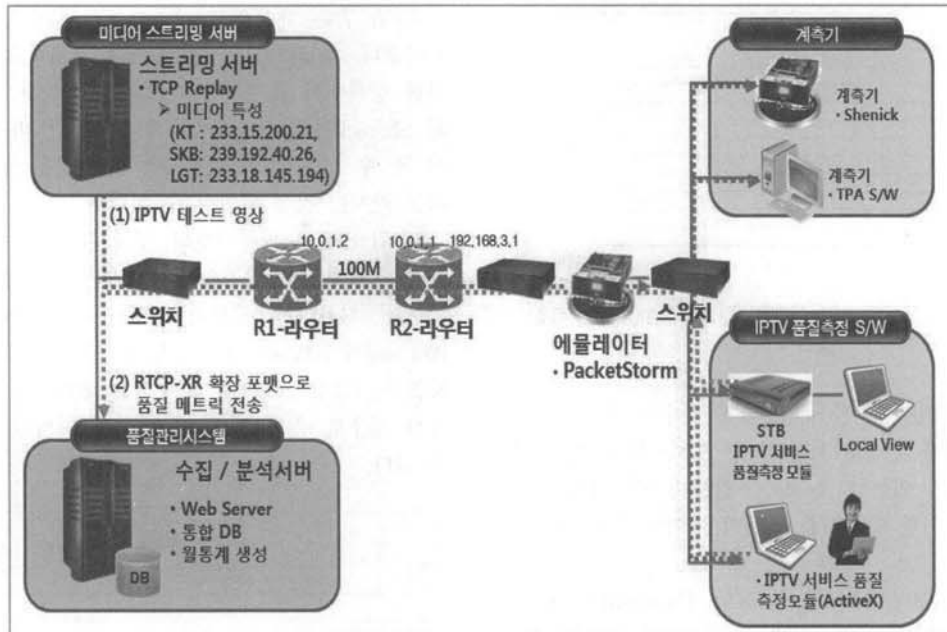 미디어 스트리밍 서버
스트리밍 서버
• TCP Replay
➤ 미디어 특성
(KT : 233.15.200.21,
SKB: 239.192.40.26,
LGT: 233.18.145.194)
(1) IPTV 테스트 영상
계측기
계측기
• Shenick
계측기
• TPA S/W
10.0.1.2
10.0.1.1
192.168.3.1
100M
스위치
R1-라우터
R2-라우터
에뮬레이터
• PacketStorm
스위치
(2) RTCP-XR 확장 포맷으로
품질 메트릭 전송
품질관리시스템
수집 / 분석서버
• Web Server
• 통합 DB
• 월통계 생성
DB
IPTV 품질측정 S/W
STB
IPTV 서비스
품질측정 모듈
Local View
• IPTV 서비스 품질
측정모듈(ActiveX)